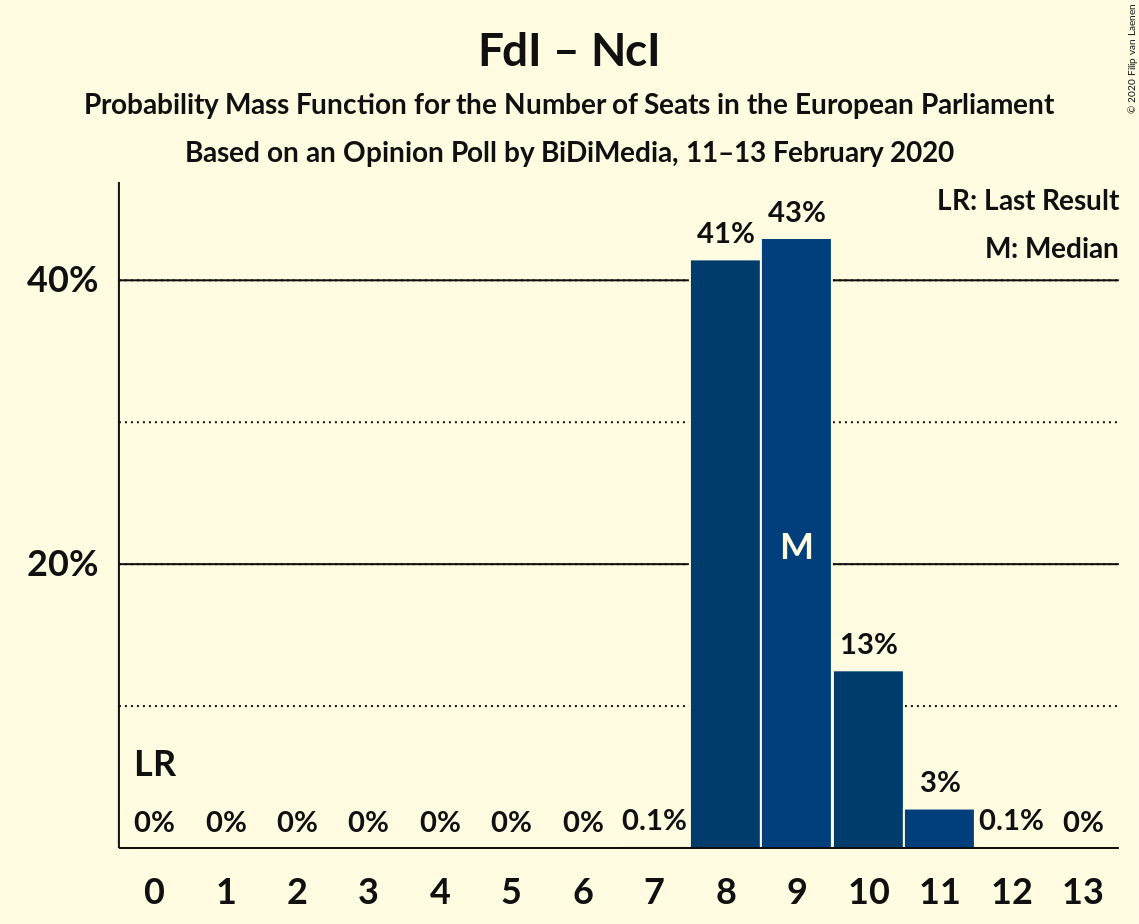 FdI – NcI
Probability Mass Function for the Number of Seats in the European Parliament
Based on an Opinion Poll by BiDiMedia, 11–13 February 2020
© 2020 Filip van Laenen
LR: Last Result
M: Median
40%
20%
LR
M
0%
0%
0%
0%
0%
0%
0%
0.1%
41%
43%
13%
3%
0.1%
0%
0 1 2 3 4 5 6 7 8 9 10 11 12 13